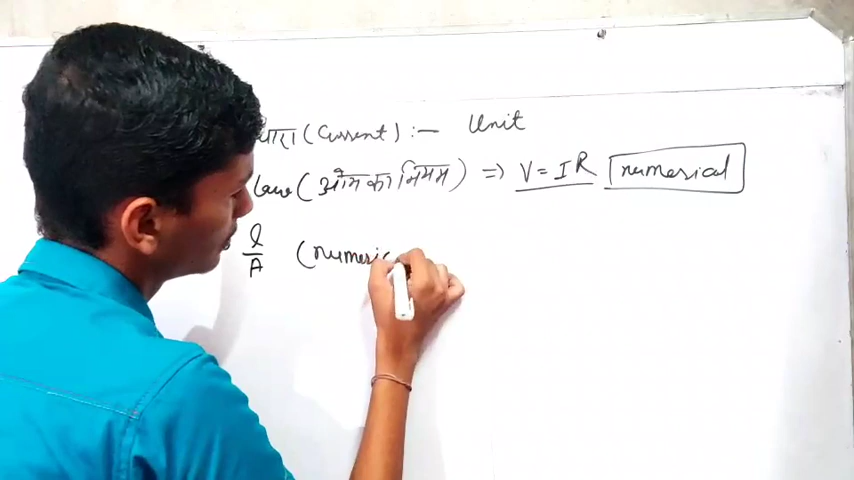 धारा (Current) :- Unit
law (ओम का नियम) => V = IR numerical
l/A (numeric